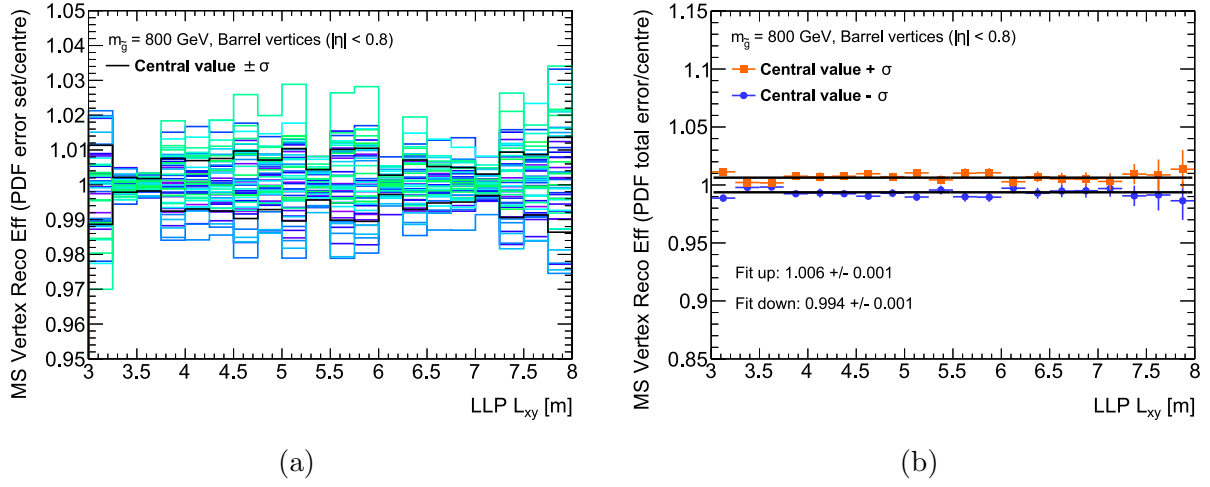 MS Vertex Reco Eff (PDF error set/centre)
1.05
1.04
1.03
1.02
1.01
1
0.99
0.98
0.97
0.96
0.95
m_g̃ = 800 GeV, Barrel vertices (|η| < 0.8)
Central value ± σ
3 3.5 4 4.5 5 5.5 6 6.5 7 7.5 8
LLP L_xy [m]
(a)
MS Vertex Reco Eff (PDF total error/centre)
1.15
1.1
1.05
1
0.95
0.9
0.85
m_g̃ = 800 GeV, Barrel vertices (|η| < 0.8)
Central value + σ
Central value - σ
Fit up: 1.006 +/- 0.001
Fit down: 0.994 +/- 0.001
3 3.5 4 4.5 5 5.5 6 6.5 7 7.5 8
LLP L_xy [m]
(b)